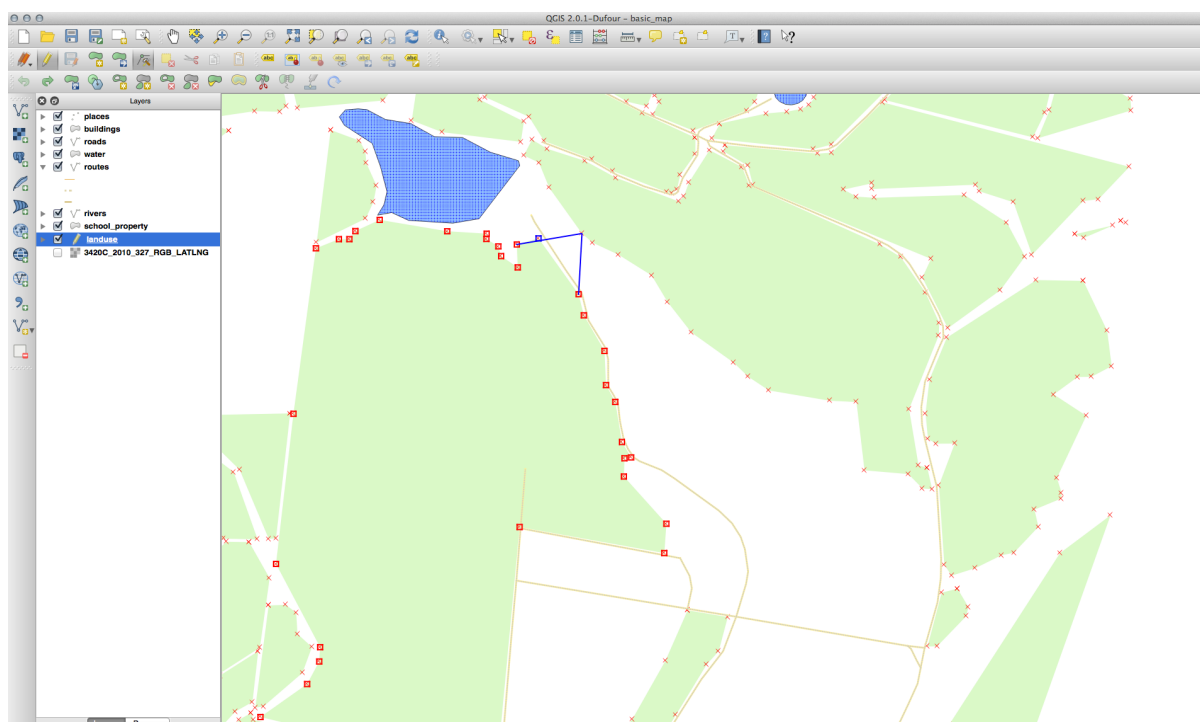 QGIS 2.0.1-Dufour - basic_map
Layers
places
buildings
roads
water
routes
rivers
school_property
landuse
3420C_2010_327_RGB_LATLNG